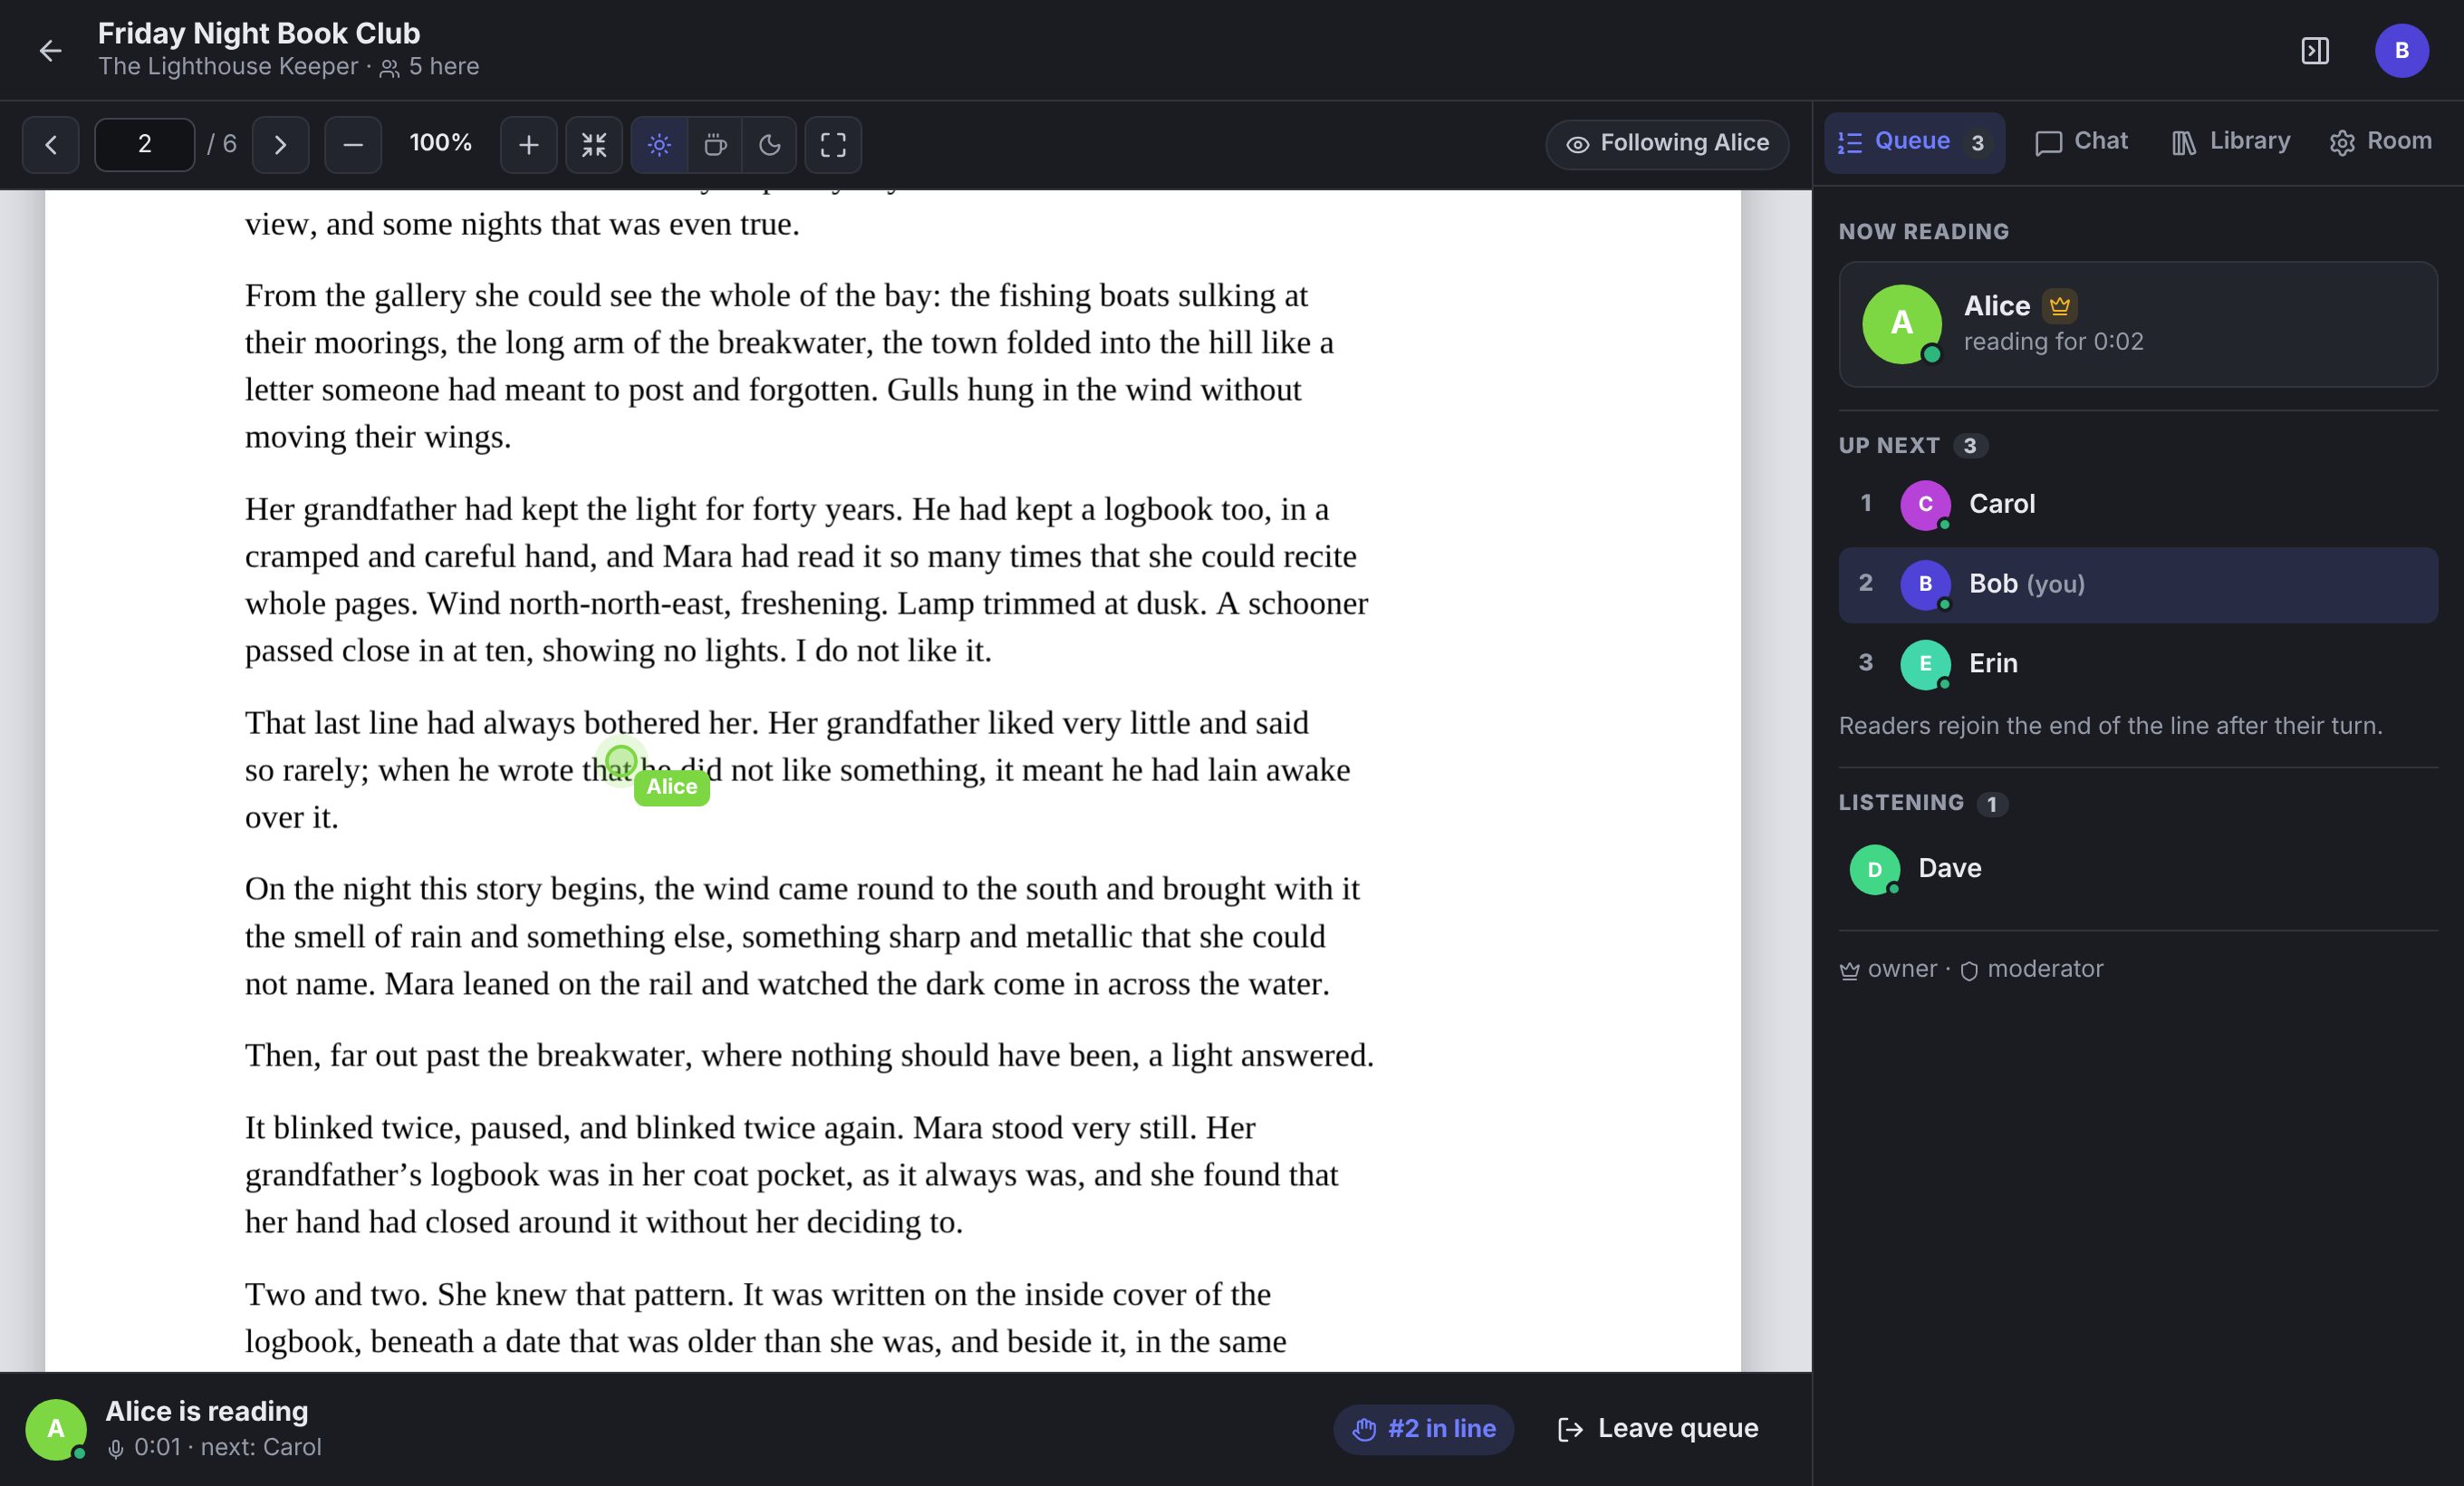 Friday Night Book Club
The Lighthouse Keeper · 5 here
B
2 / 6
100%
Following Alice
Queue 3
Chat
Library
Room
view, and some nights that was even true.
From the gallery she could see the whole of the bay: the fishing boats sulking at
their moorings, the long arm of the breakwater, the town folded into the hill like a
letter someone had meant to post and forgotten. Gulls hung in the wind without
moving their wings.
Her grandfather had kept the light for forty years. He had kept a logbook too, in a
cramped and careful hand, and Mara had read it so many times that she could recite
whole pages. Wind north-north-east, freshening. Lamp trimmed at dusk. A schooner
passed close in at ten, showing no lights. I do not like it.
That last line had always bothered her. Her grandfather liked very little and said
so rarely; when he wrote that he did not like something, it meant he had lain awake
Alice
over it.
On the night this story begins, the wind came round to the south and brought with it
the smell of rain and something else, something sharp and metallic that she could
not name. Mara leaned on the rail and watched the dark come in across the water.
Then, far out past the breakwater, where nothing should have been, a light answered.
It blinked twice, paused, and blinked twice again. Mara stood very still. Her
grandfather’s logbook was in her coat pocket, as it always was, and she found that
her hand had closed around it without her deciding to.
Two and two. She knew that pattern. It was written on the inside cover of the
logbook, beneath a date that was older than she was, and beside it, in the same
NOW READING
A
Alice
reading for 0:02
UP NEXT 3
1 C Carol
2 B Bob (you)
3 E Erin
Readers rejoin the end of the line after their turn.
LISTENING 1
D Dave
owner · moderator
A
Alice is reading
0:01 · next: Carol
#2 in line
Leave queue